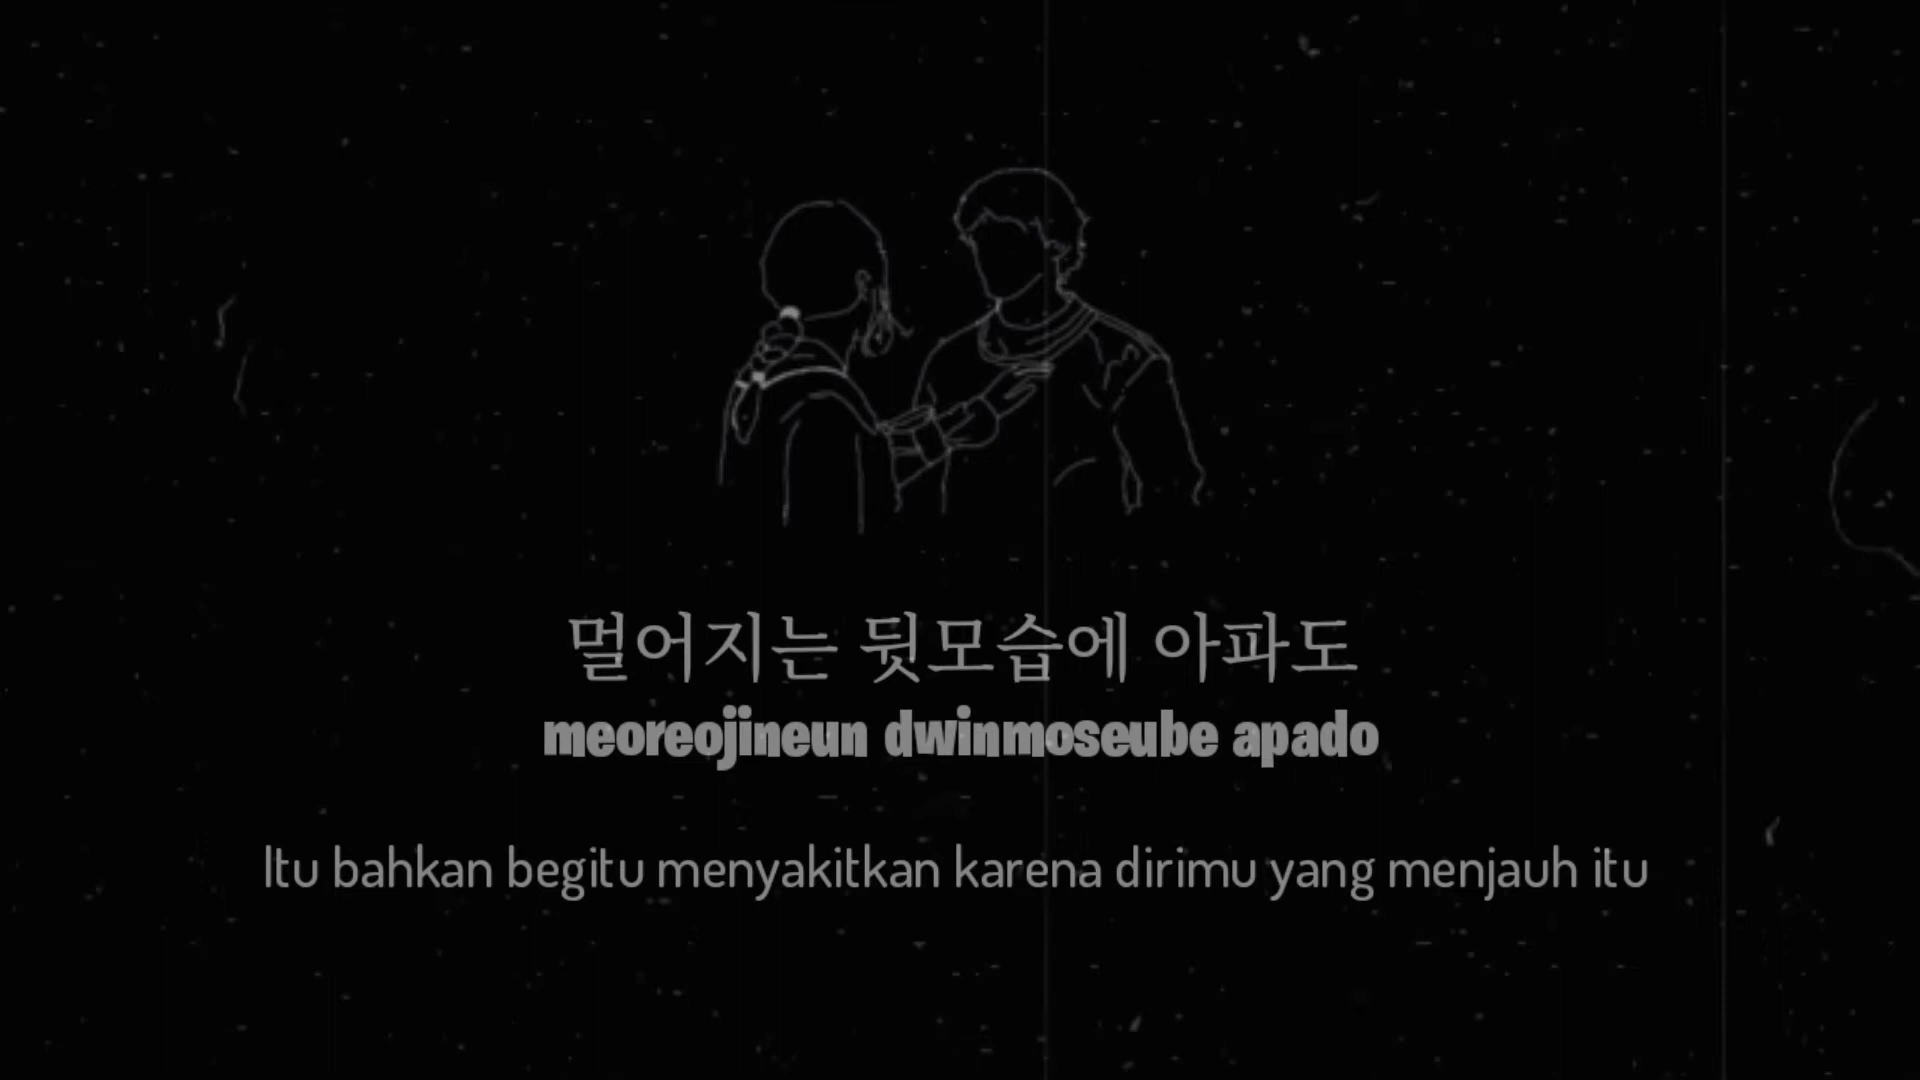 멀어지는 뒷모습에 아파도
meoreojineun dwinmoseube apado
Itu bahkan begitu menyakitkan karena dirimu yang menjauh itu